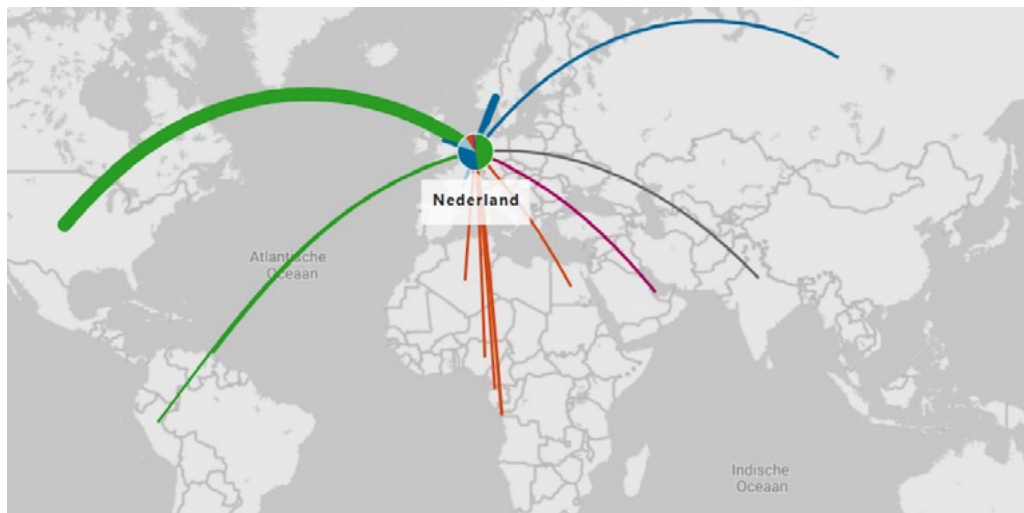 Nederland
Atlantische
Oceaan
Indische
Oceaan